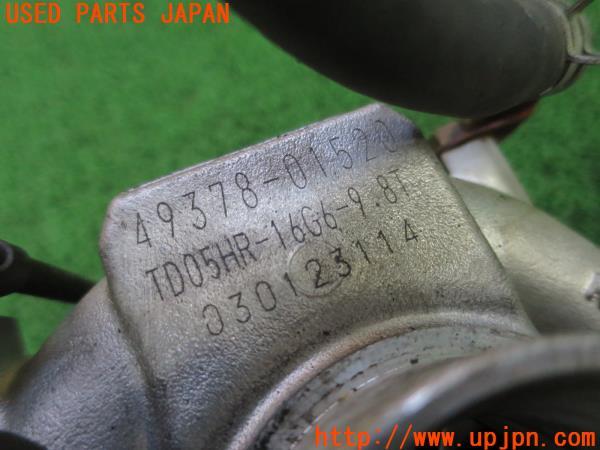 USED PARTS JAPAN
49378-01520
TD05HR-16G6-9.8T
030123114
http://www.upjpn.com